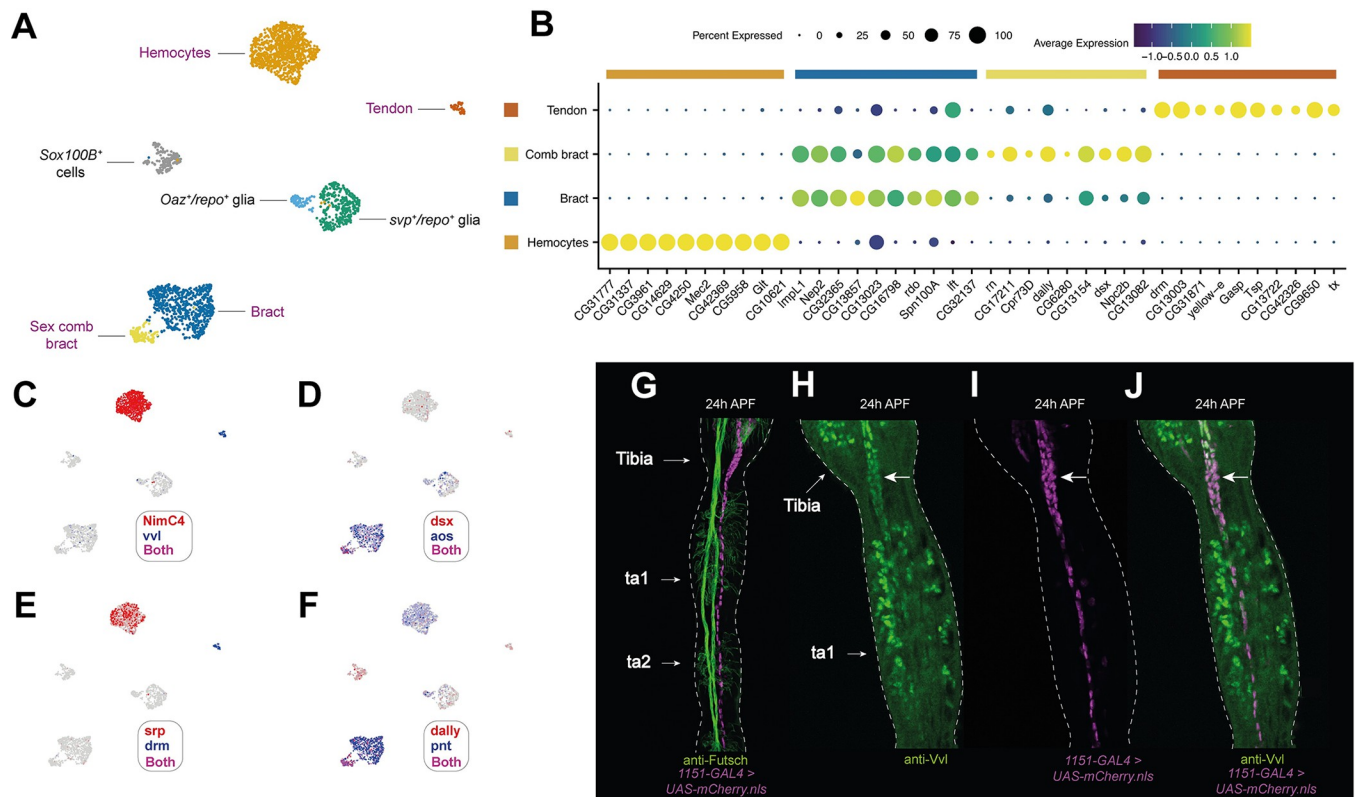 A
Hemocytes
Tendon
Sox100B+
cells
Oaz+/repo+ glia
svp+/repo+ glia
Bract
Sex comb
bract
B
Percent Expressed 0 25 50 75 100
Average Expression -1.0 -0.5 0.0 0.5 1.0
Tendon
Comb bract
Bract
Hemocytes
CG31777
CG31337
CG3961
CG14629
CG4250
Mec2
CG42369
CG5958
Glt
CG10621
ImpL1
Nep2
CG32365
CG13857
CG13023
CG16798
rdo
Spn100A
lft
CG32137
rn
CG17211
Cpr73D
dally
CG6280
CG13154
dsx
Npc2b
CG13082
drm
CG13003
CG31871
yellow-e
Gasp
Tsp
CG13722
CG42326
CG9650
tx
C
NimC4
vvl
Both
D
dsx
aos
Both
E
srp
drm
Both
F
dally
pnt
Both
G
24h APF
Tibia
ta1
ta2
anti-Futsch
1151-GAL4 >
UAS-mCherry.nls
H
24h APF
Tibia
ta1
anti-Vvl
I
24h APF
1151-GAL4 >
UAS-mCherry.nls
J
24h APF
anti-Vvl
1151-GAL4 >
UAS-mCherry.nls